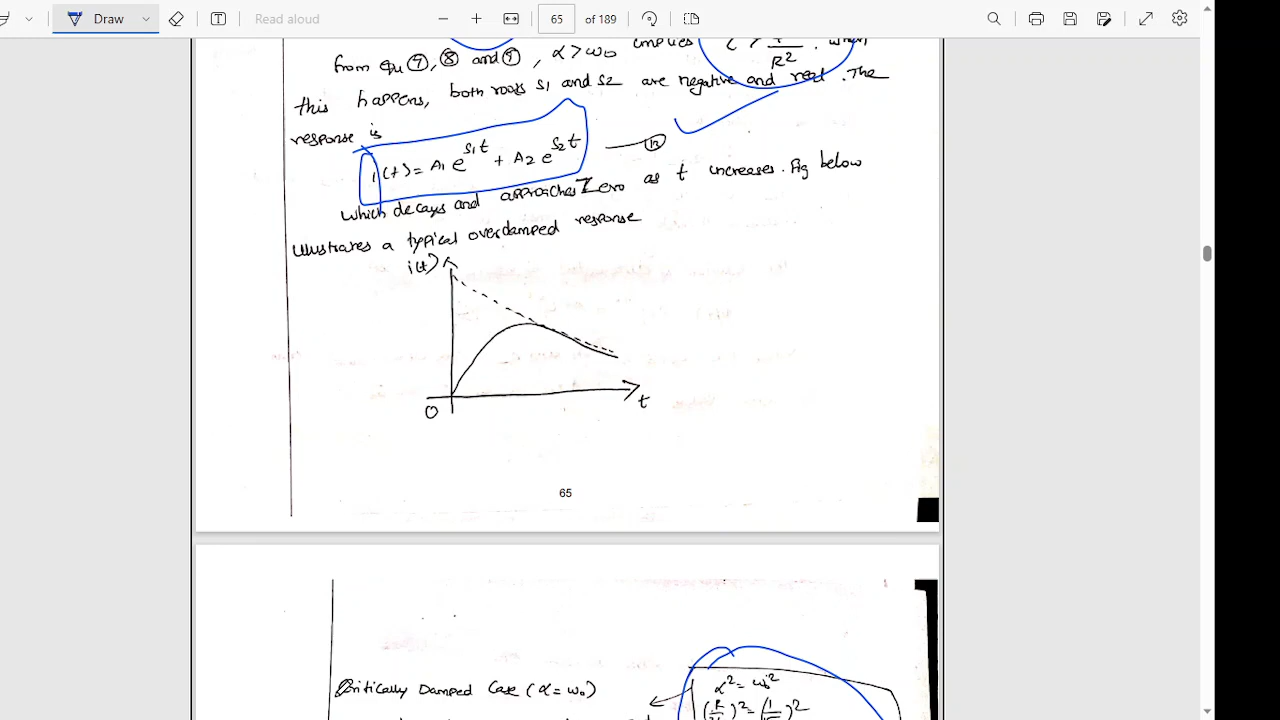 Draw
Read aloud
65 of 189
from equ ⑦, ⑧ and ⑨, α > ω₀ implies C > R²
this happens, both roots s1 and s2 are negative and real. The
response is
i(t) = A1 e^s1t + A2 e^s2t
which decays and approaches Zero as t increases. Fig below
illustrates a typical overdamped response
i(t)
0
t
65
Critically Damped Case (α = ω₀)
α² = ω₀²